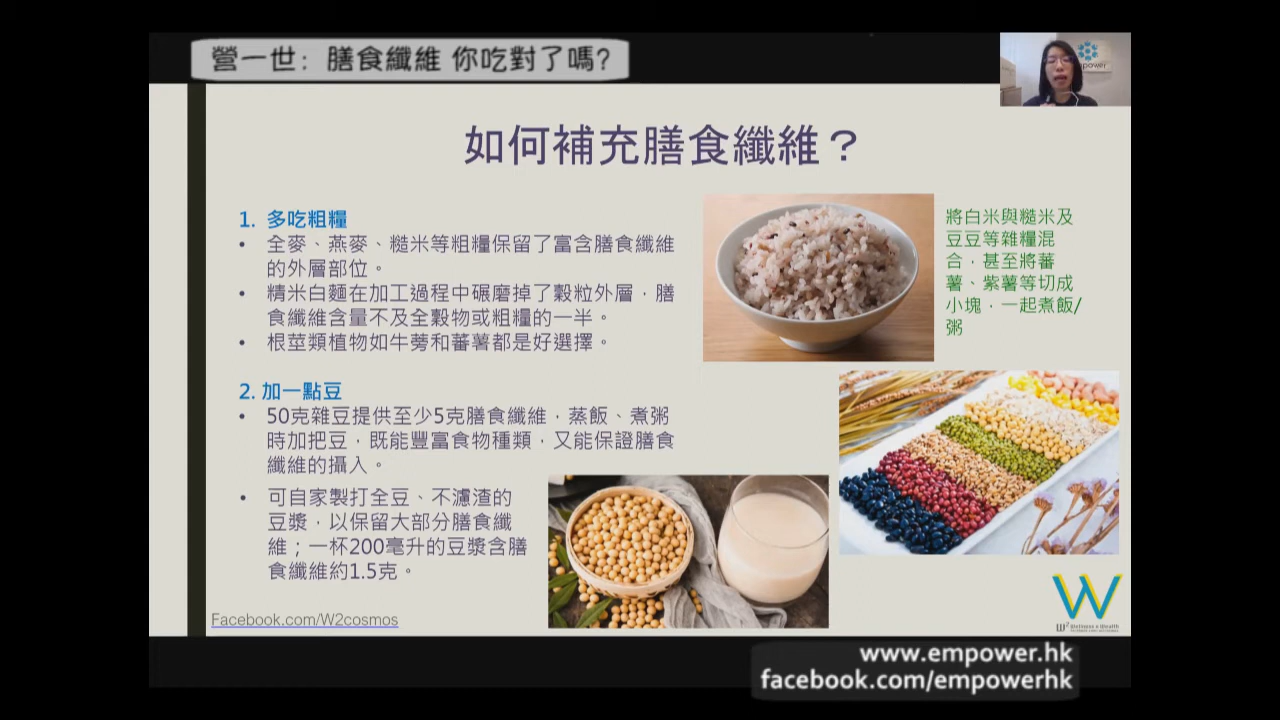 營一世： 膳食纖維 你吃對了嗎?
empower
如何補充膳食纖維？
1. 多吃粗糧
• 全麥、燕麥、糙米等粗糧保留了富含膳食纖維
的外層部位。
• 精米白麵在加工過程中碾磨掉了穀粒外層，膳
食纖維含量不及全穀物或粗糧的一半。
• 根莖類植物如牛蒡和蕃薯都是好選擇。
將白米與糙米及
豆豆等雜糧混
合，甚至將蕃
薯、紫薯等切成
小塊，一起煮飯/
粥
2. 加一點豆
• 50克雜豆提供至少5克膳食纖維，蒸飯、煮粥
時加把豆，既能豐富食物種類，又能保證膳食
纖維的攝入。
• 可自家製打全豆、不濾渣的
豆漿，以保留大部分膳食纖
維；一杯200毫升的豆漿含膳
食纖維約1.5克。
Facebook.com/W2cosmos
W
W² Wellness & Wealth
www.empower.hk
facebook.com/empowerhk